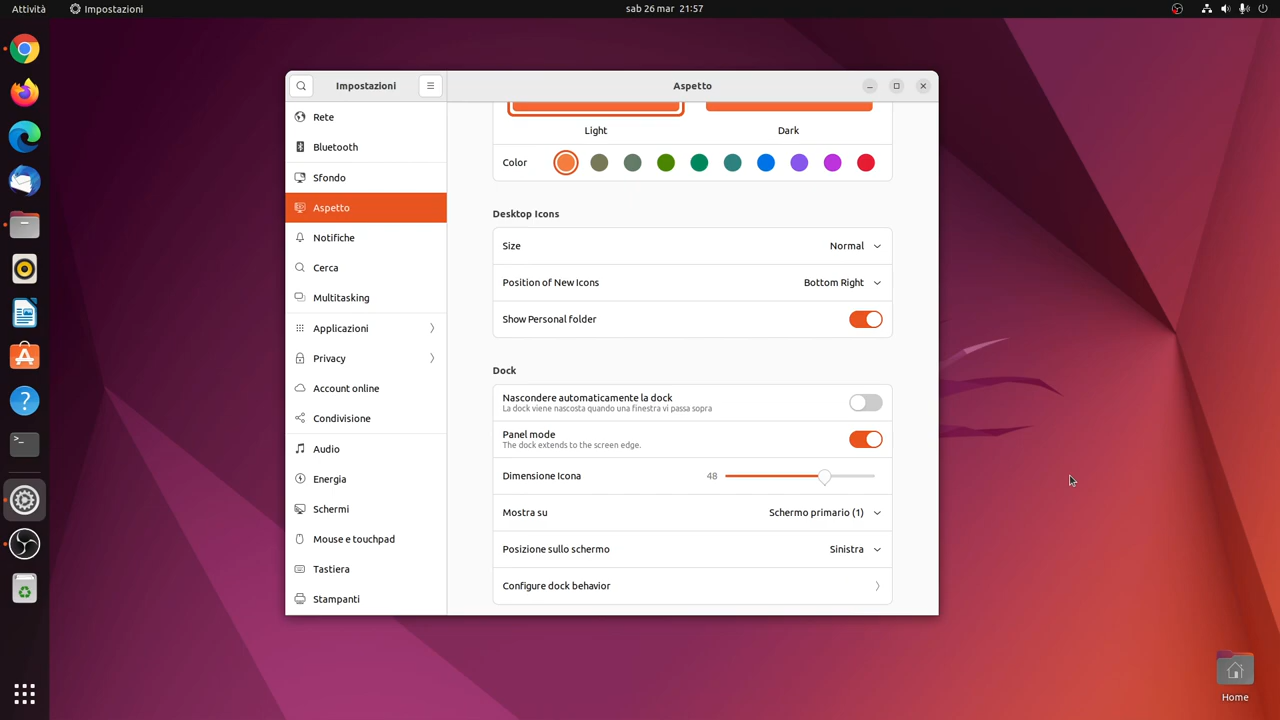 Attività
Impostazioni
sab 26 mar 21:57
Impostazioni
Aspetto
Rete
Bluetooth
Sfondo
Aspetto
Notifiche
Cerca
Multitasking
Applicazioni
Privacy
Account online
Condivisione
Audio
Energia
Schermi
Mouse e touchpad
Tastiera
Stampanti
Light
Dark
Color
Desktop Icons
Size
Normal
Position of New Icons
Bottom Right
Show Personal folder
Dock
Nascondere automaticamente la dock
La dock viene nascosta quando una finestra vi passa sopra
Panel mode
The dock extends to the screen edge.
Dimensione Icona
48
Mostra su
Schermo primario (1)
Posizione sullo schermo
Sinistra
Configure dock behavior
Home